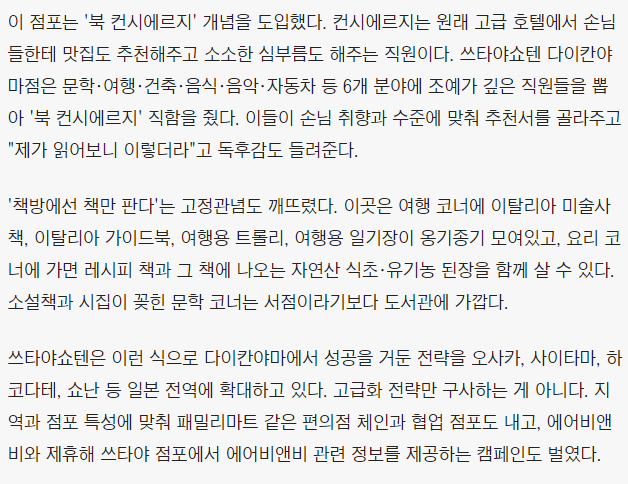 이 점포는 '북 컨시에르지' 개념을 도입했다. 컨시에르지는 원래 고급 호텔에서 손님
들한테 맛집도 추천해주고 소소한 심부름도 해주는 직원이다. 쓰타야쇼텐 다이칸야
마점은 문학·여행·건축·음식·음악·자동차 등 6개 분야에 조예가 깊은 직원들을 뽑
아 '북 컨시에르지' 직함을 줬다. 이들이 손님 취향과 수준에 맞춰 추천서를 골라주고
"제가 읽어보니 이렇더라"고 독후감도 들려준다.
'책방에선 책만 판다'는 고정관념도 깨뜨렸다. 이곳은 여행 코너에 이탈리아 미술사
책, 이탈리아 가이드북, 여행용 트롤리, 여행용 일기장이 옹기종기 모여있고, 요리 코
너에 가면 레시피 책과 그 책에 나오는 자연산 식초·유기농 된장을 함께 살 수 있다.
소설책과 시집이 꽂힌 문학 코너는 서점이라기보다 도서관에 가깝다.
쓰타야쇼텐은 이런 식으로 다이칸야마에서 성공을 거둔 전략을 오사카, 사이타마, 하
코다테, 쇼난 등 일본 전역에 확대하고 있다. 고급화 전략만 구사하는 게 아니다. 지
역과 점포 특성에 맞춰 패밀리마트 같은 편의점 체인과 협업 점포도 내고, 에어비앤
비와 제휴해 쓰타야 점포에서 에어비앤비 관련 정보를 제공하는 캠페인도 벌였다.